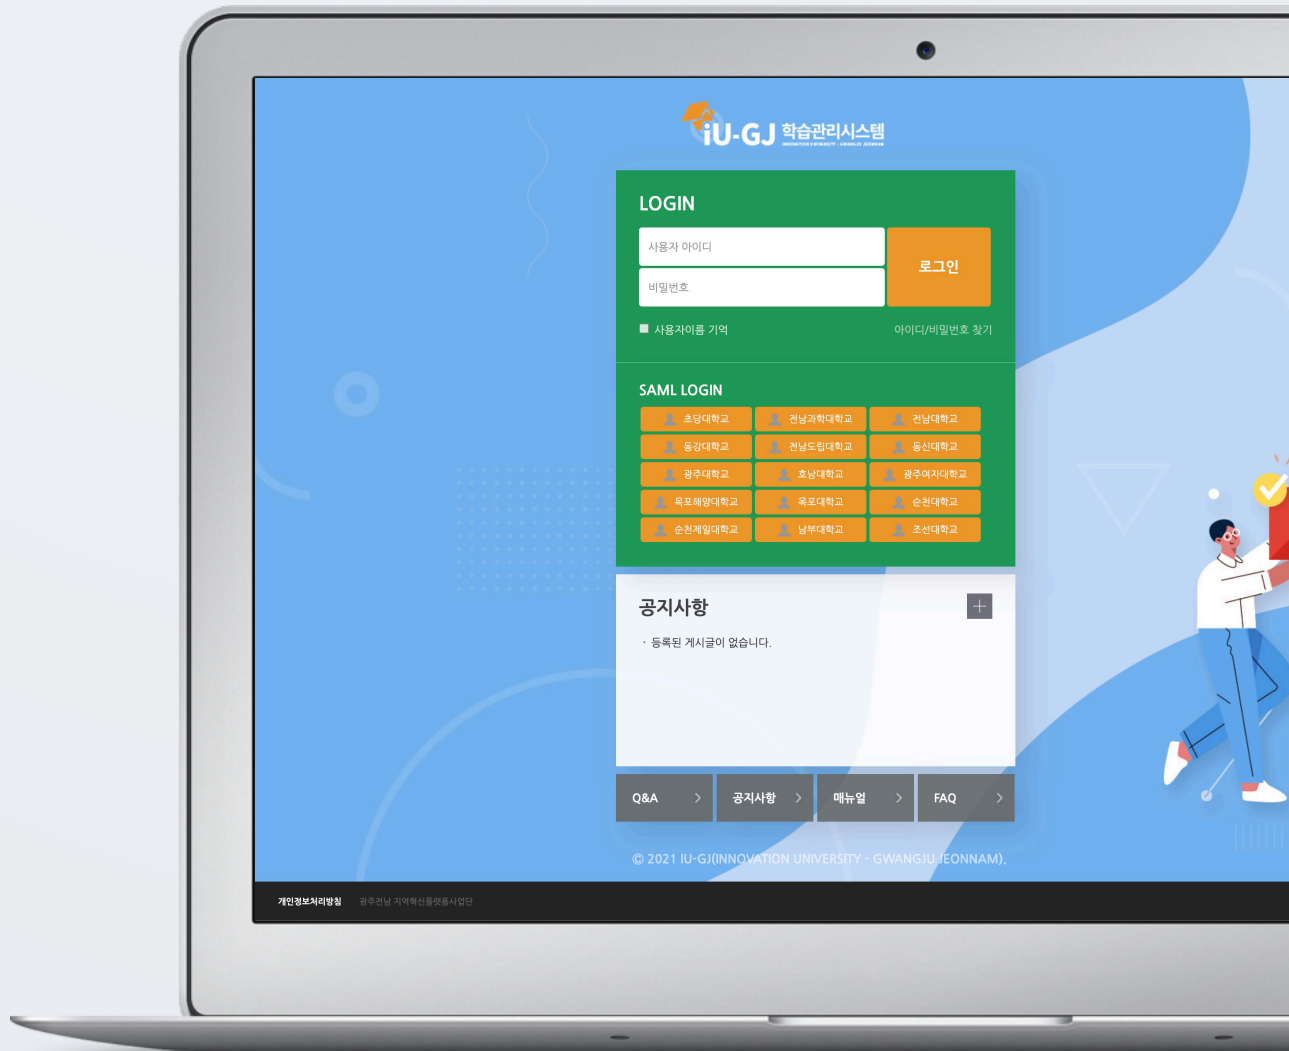 iU-GJ 학습관리시스템
INNOVATION UNIVERSITY - GWANGJU JEONNAM
LOGIN
사용자 아이디
비밀번호
로그인
사용자이름 기억
아이디/비밀번호 찾기
SAML LOGIN
초당대학교 전남과학대학교 전남대학교
동강대학교 전남도립대학교 동신대학교
광주대학교 호남대학교 광주여자대학교
목포해양대학교 목포대학교 순천대학교
순천제일대학교 남부대학교 조선대학교
공지사항
· 등록된 게시글이 없습니다.
Q&A 공지사항 매뉴얼 FAQ
© 2021 IU-GJ(INNOVATION UNIVERSITY - GWANGJU JEONNAM).
개인정보처리방침 광주전남 지역혁신플랫폼사업단